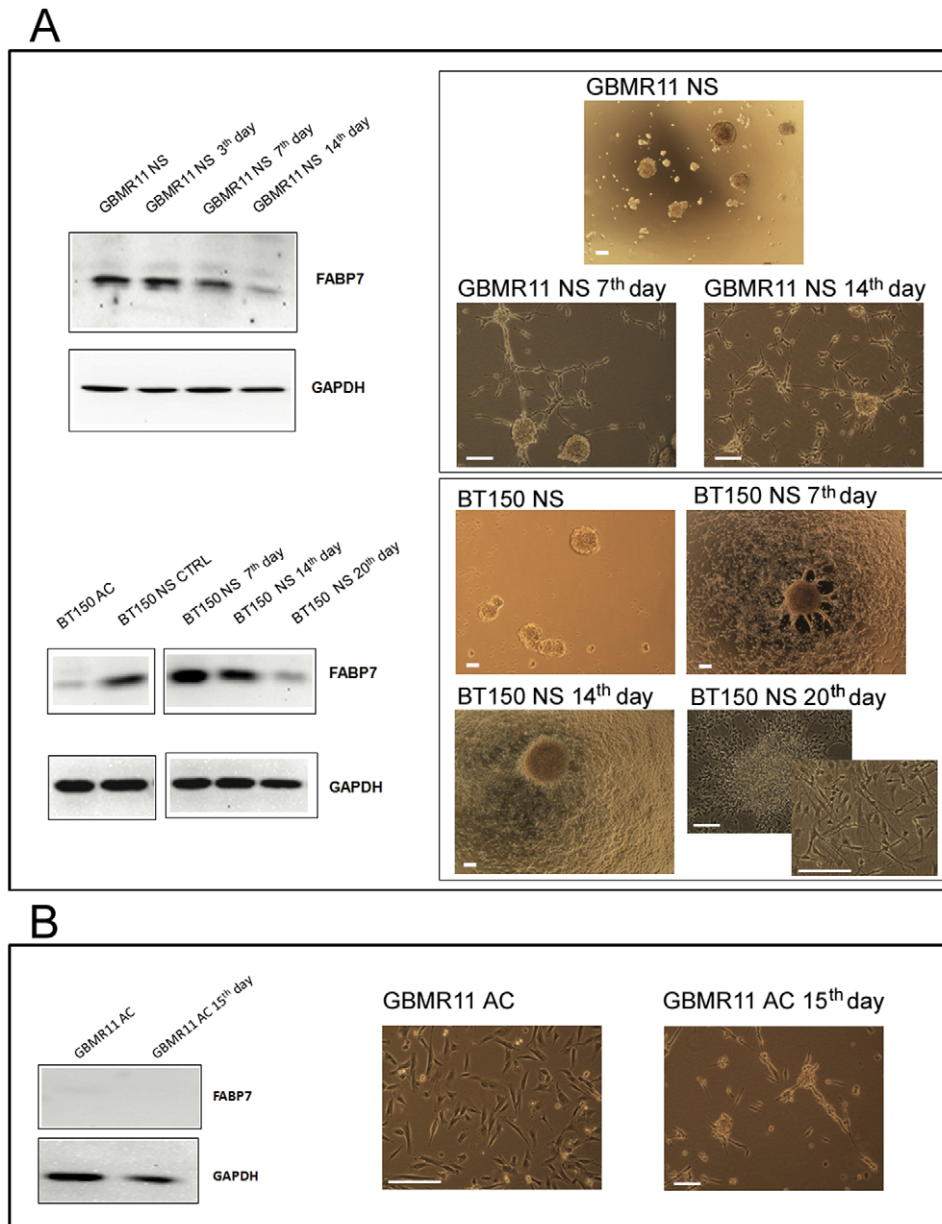 A
GBMR11 NS
GBMR11 NS 3th day
GBMR11 NS 7th day
GBMR11 NS 14th day
FABP7
GAPDH
GBMR11 NS
GBMR11 NS 7th day
GBMR11 NS 14th day
BT150 AC
BT150 NS CTRL
BT150 NS 7th day
BT150 NS 14th day
BT150 NS 20th day
FABP7
GAPDH
BT150 NS
BT150 NS 7th day
BT150 NS 14th day
BT150 NS 20th day
B
GBMR11 AC
GBMR11 AC 15th day
FABP7
GAPDH
GBMR11 AC
GBMR11 AC 15th day